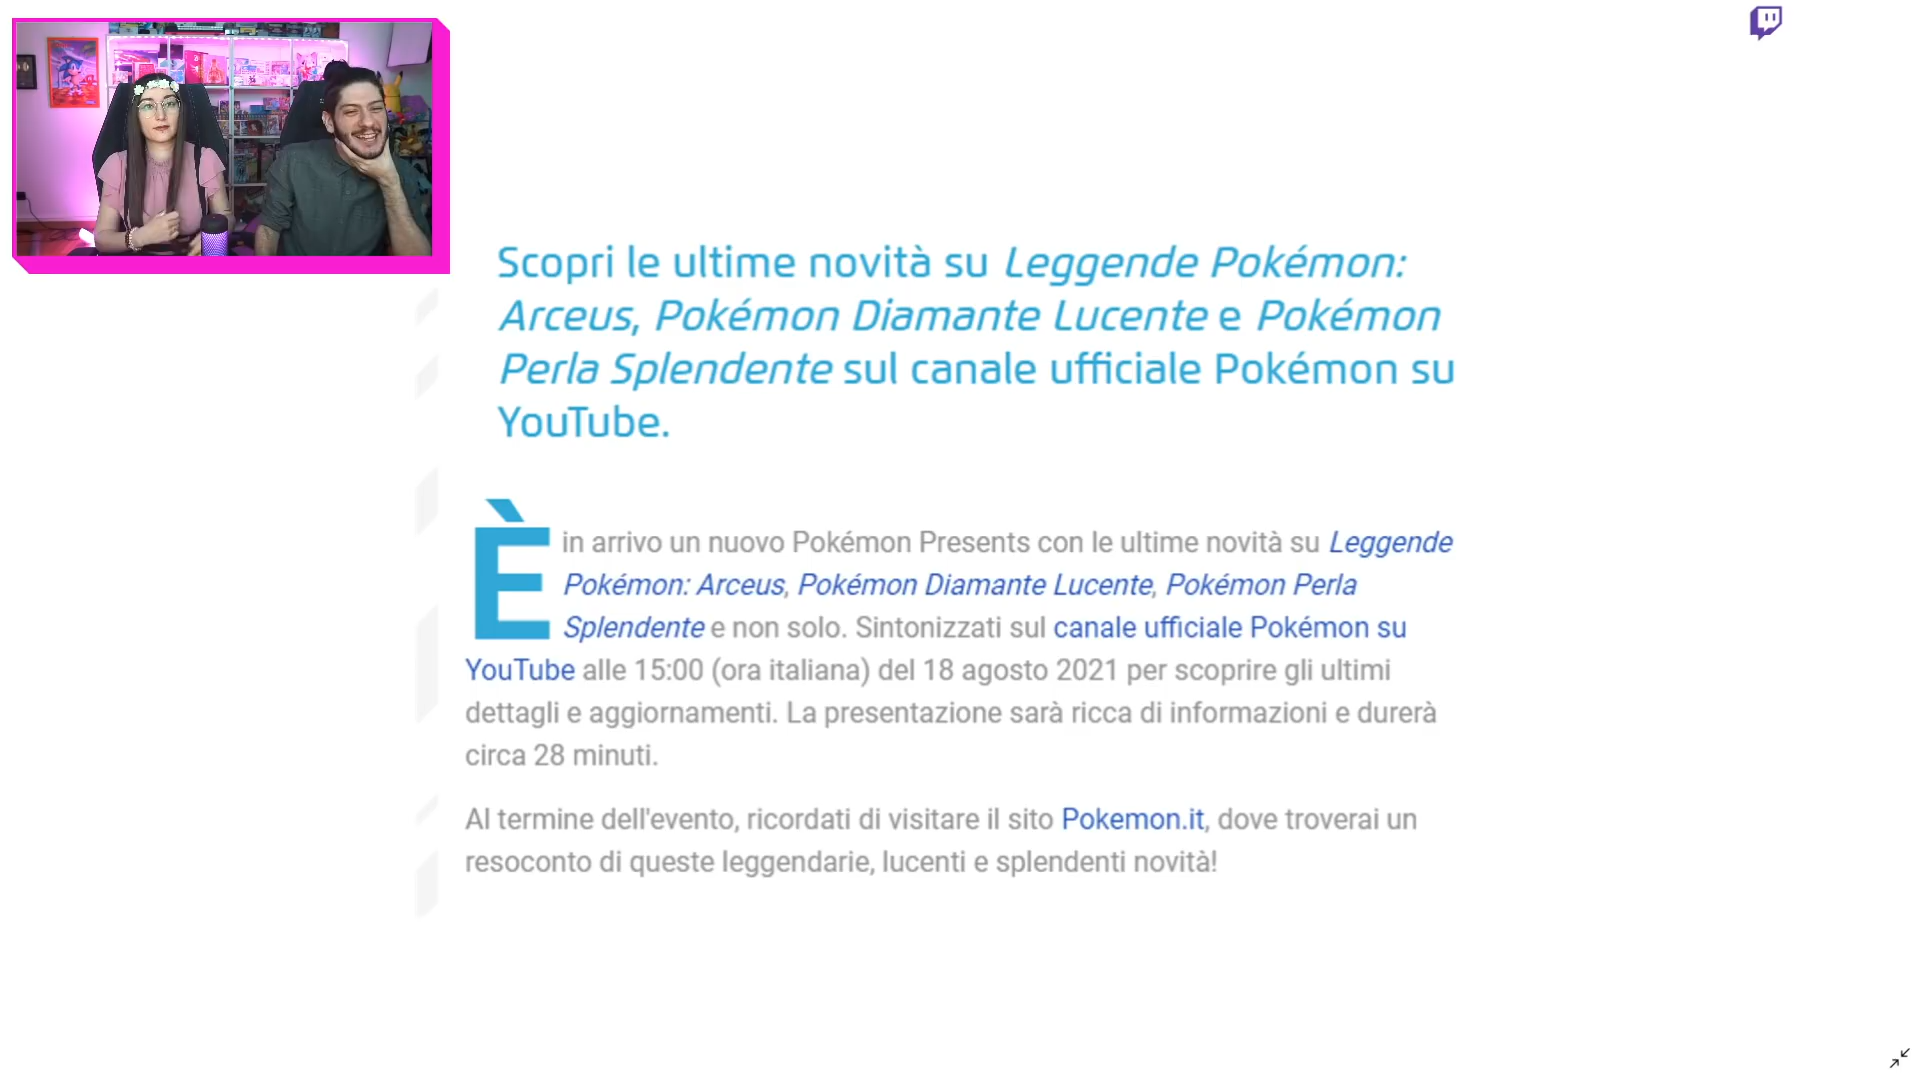 Scopri le ultime novità su Leggende Pokémon:
Arceus, Pokémon Diamante Lucente e Pokémon
Perla Splendente sul canale ufficiale Pokémon su
YouTube.
È in arrivo un nuovo Pokémon Presents con le ultime novità su Leggende
Pokémon: Arceus, Pokémon Diamante Lucente, Pokémon Perla
Splendente e non solo. Sintonizzati sul canale ufficiale Pokémon su
YouTube alle 15:00 (ora italiana) del 18 agosto 2021 per scoprire gli ultimi
dettagli e aggiornamenti. La presentazione sarà ricca di informazioni e durerà
circa 28 minuti.
Al termine dell'evento, ricordati di visitare il sito Pokemon.it, dove troverai un
resoconto di queste leggendarie, lucenti e splendenti novità!